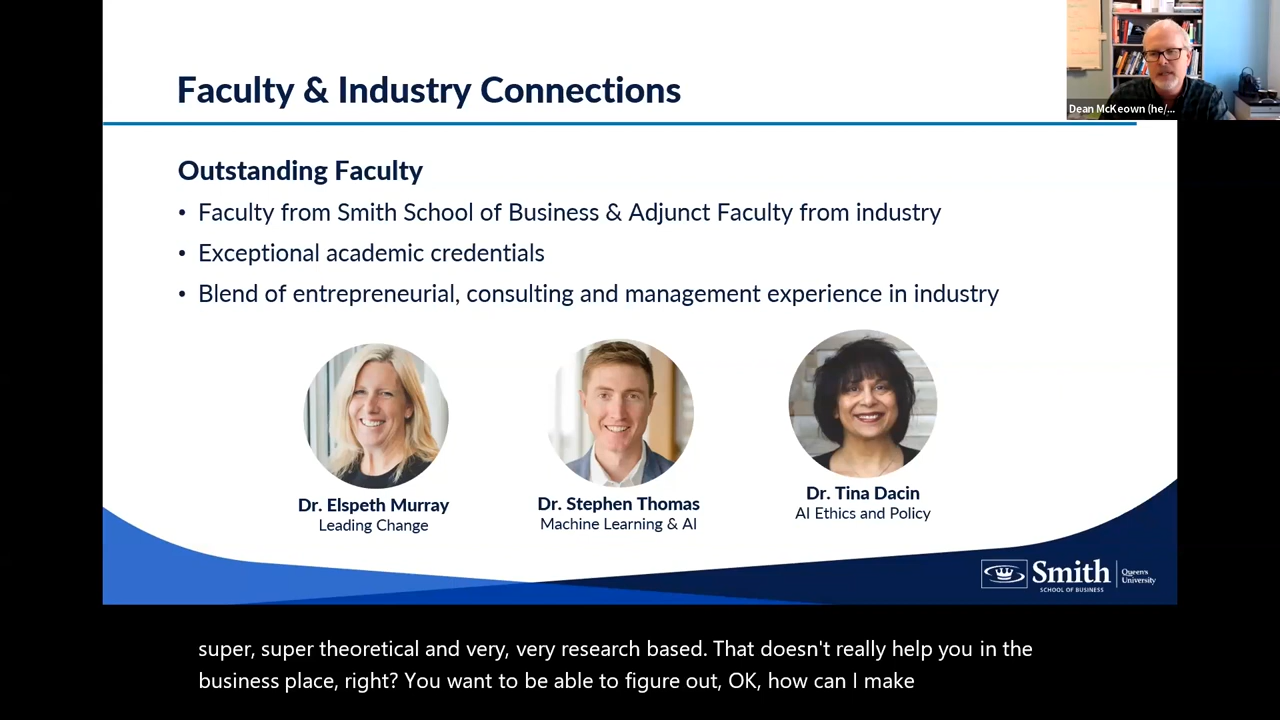 Faculty & Industry Connections
Dean McKeown (he/...
Outstanding Faculty
• Faculty from Smith School of Business & Adjunct Faculty from industry
• Exceptional academic credentials
• Blend of entrepreneurial, consulting and management experience in industry
Dr. Elspeth Murray
Leading Change
Dr. Stephen Thomas
Machine Learning & AI
Dr. Tina Dacin
AI Ethics and Policy
Smith
SCHOOL OF BUSINESS
Queen's
University
super, super theoretical and very, very research based. That doesn't really help you in the
business place, right? You want to be able to figure out, OK, how can I make